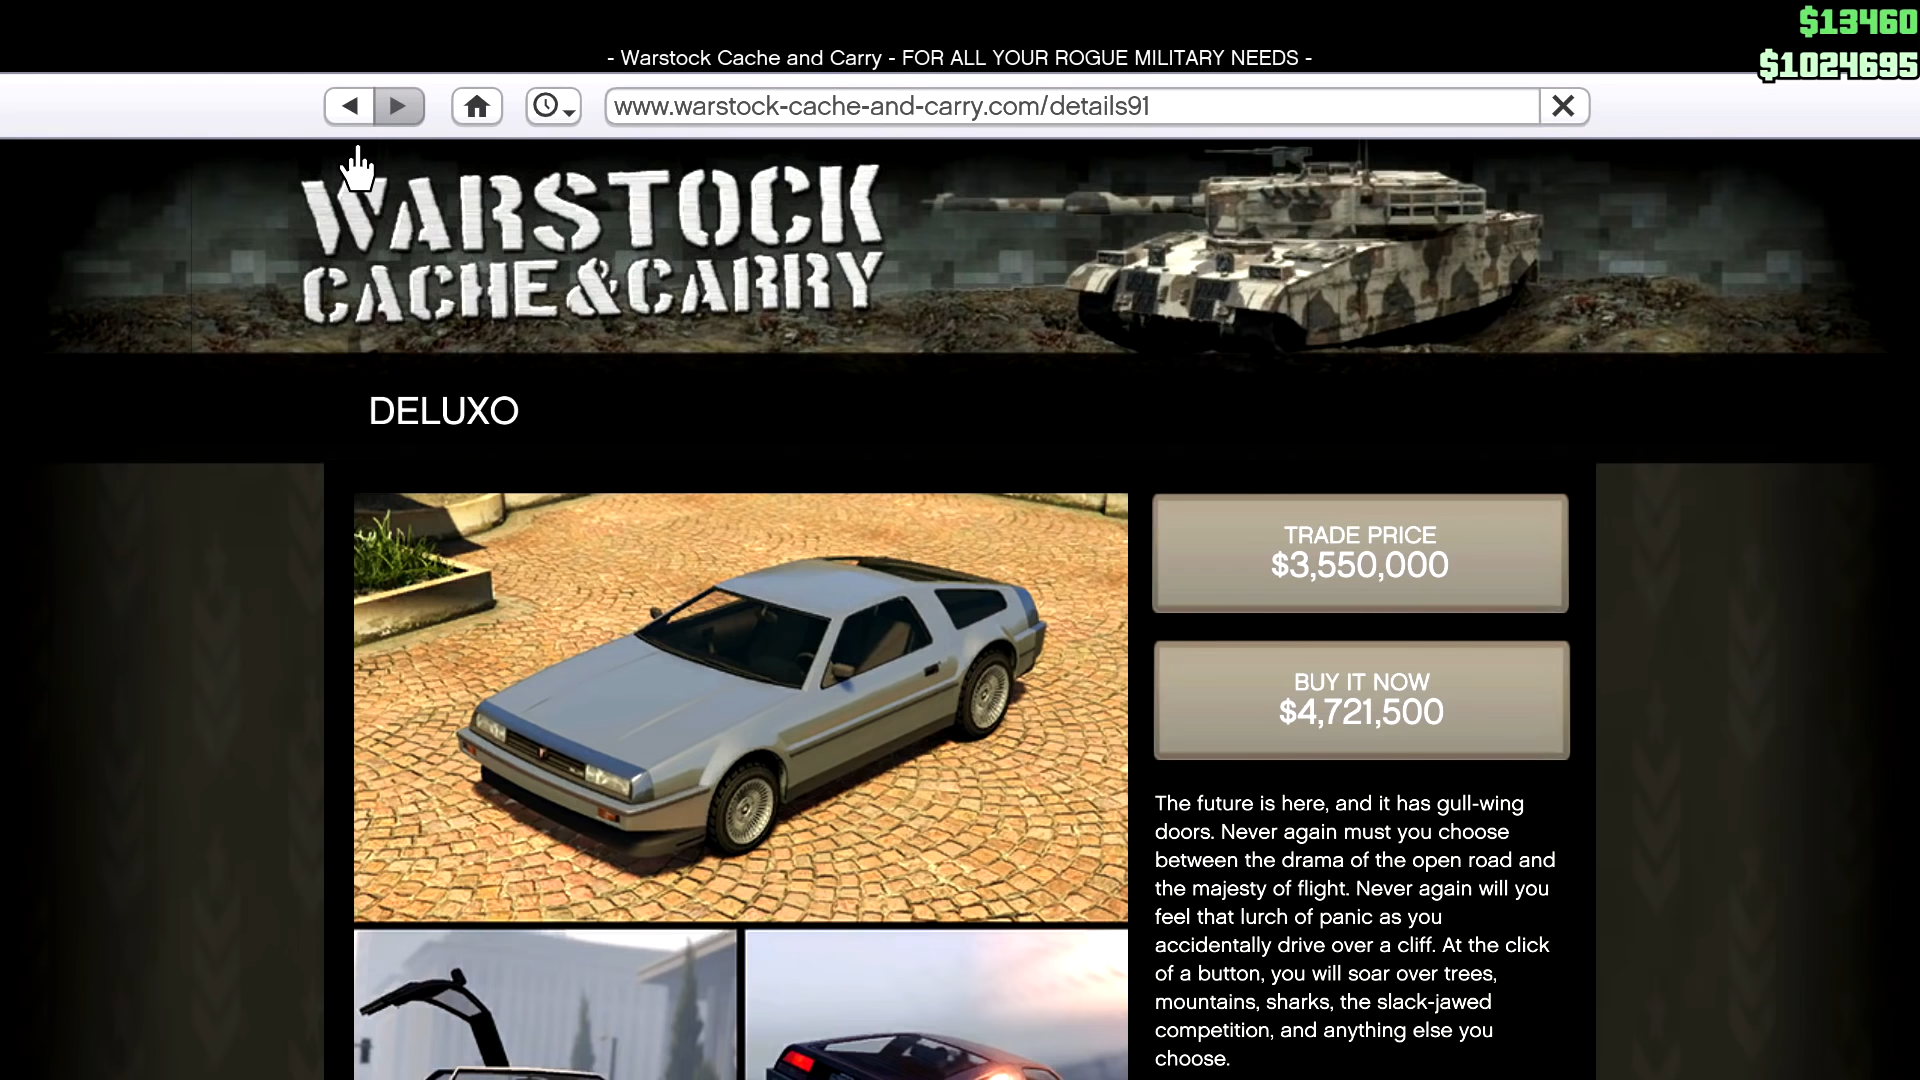 $13460
- Warstock Cache and Carry - FOR ALL YOUR ROGUE MILITARY NEEDS -
$1024695
www.warstock-cache-and-carry.com/details91
WARSTOCK
CACHE&CARRY
DELUXO
TRADE PRICE
$3,550,000
BUY IT NOW
$4,721,500
The future is here, and it has gull-wing
doors. Never again must you choose
between the drama of the open road and
the majesty of flight. Never again will you
feel that lurch of panic as you
accidentally drive over a cliff. At the click
of a button, you will soar over trees,
mountains, sharks, the slack-jawed
competition, and anything else you
choose.